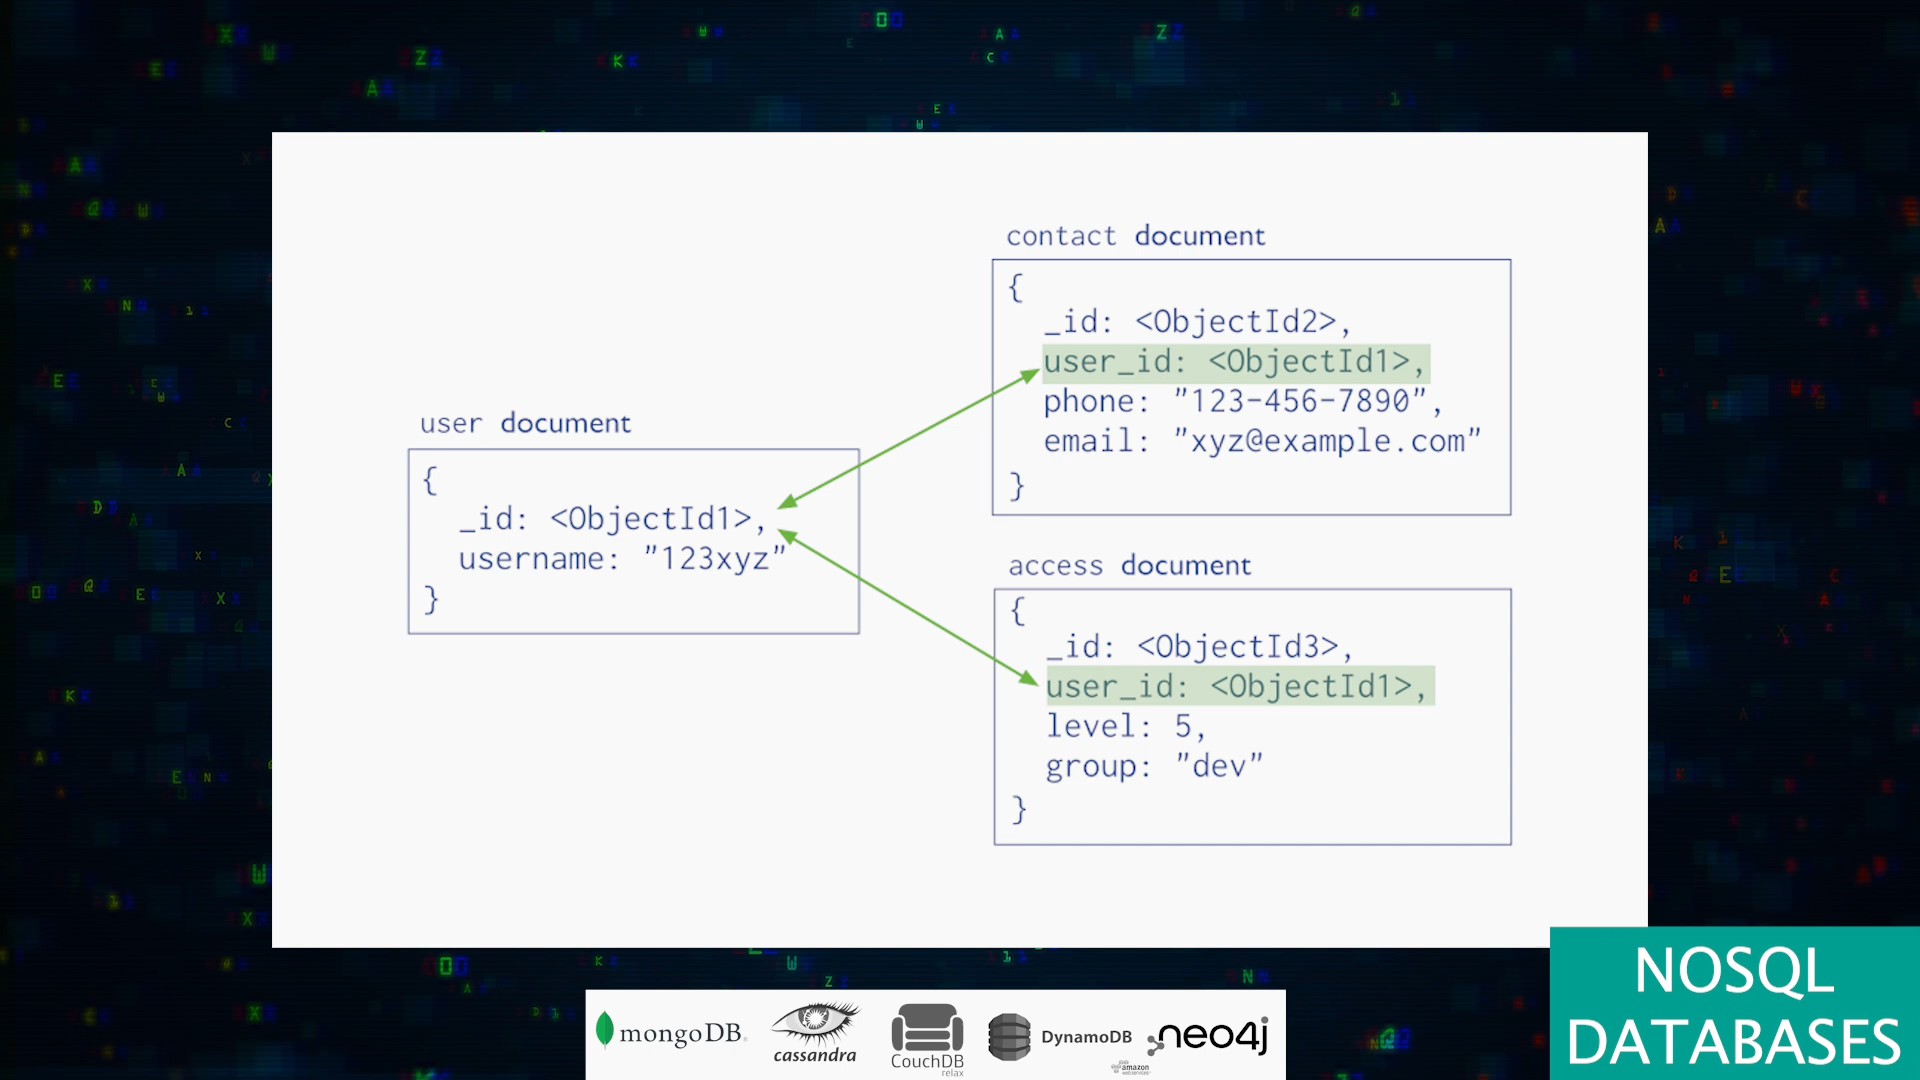 contact document
{
_id: <ObjectId2>,
user_id: <ObjectId1>,
phone: "123-456-7890",
email: "xyz@example.com"
}
user document
{
_id: <ObjectId1>,
username: "123xyz"
}
access document
{
_id: <ObjectId3>,
user_id: <ObjectId1>,
level: 5,
group: "dev"
}
mongoDB
cassandra
CouchDB
relax
DynamoDB
amazon
webservices
neo4j
NOSQL
DATABASES